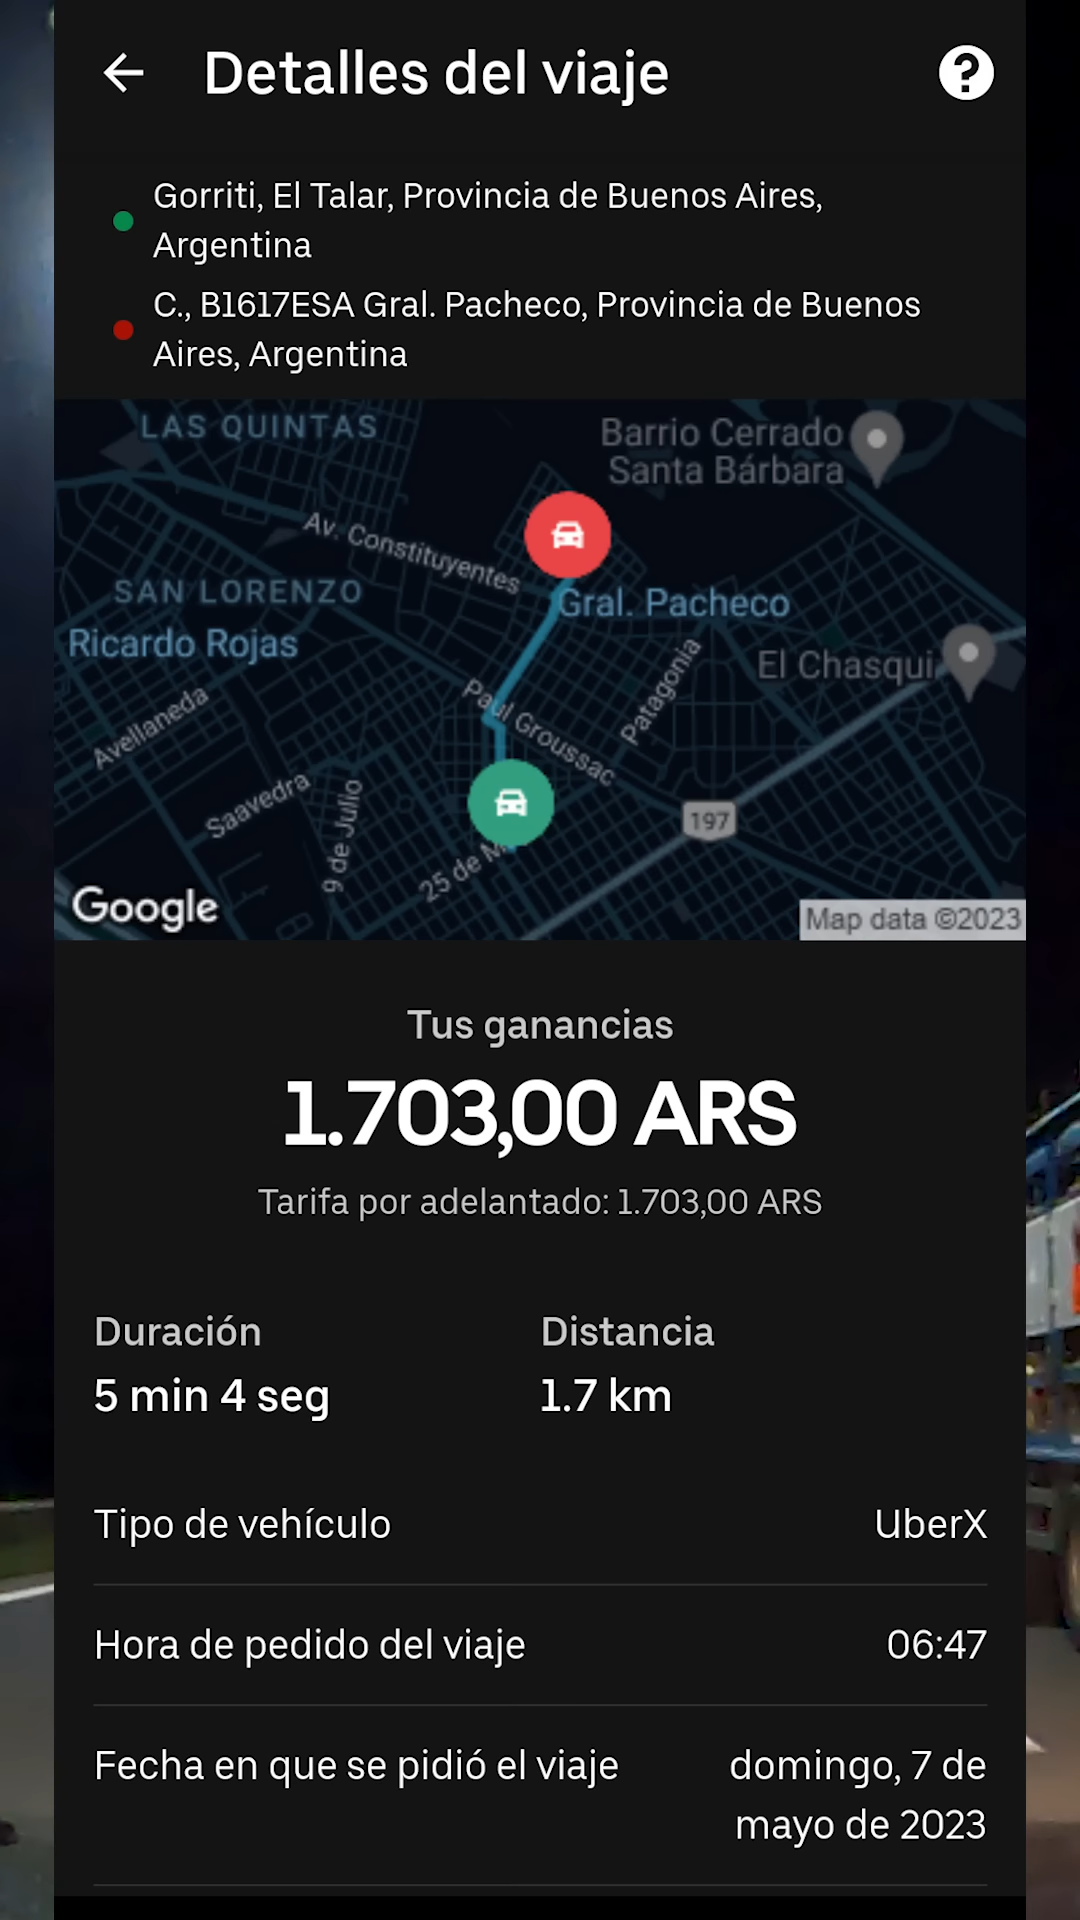 Detalles del viaje
Gorriti, El Talar, Provincia de Buenos Aires,
Argentina
C., B1617ESA Gral. Pacheco, Provincia de Buenos
Aires, Argentina
LAS QUINTAS
Barrio Cerrado
Santa Bárbara
Av. Constituyentes
SAN LORENZO
Gral. Pacheco
Ricardo Rojas
El Chasqui
Patagonia
Paul Groussac
Avellaneda
Saavedra
9 de Julio
197
25 de M
Google
Map data ©2023
Tus ganancias
1.703,00 ARS
Tarifa por adelantado: 1.703,00 ARS
Duración
Distancia
5 min 4 seg
1.7 km
Tipo de vehículo
UberX
Hora de pedido del viaje
06:47
Fecha en que se pidió el viaje
domingo, 7 de
mayo de 2023